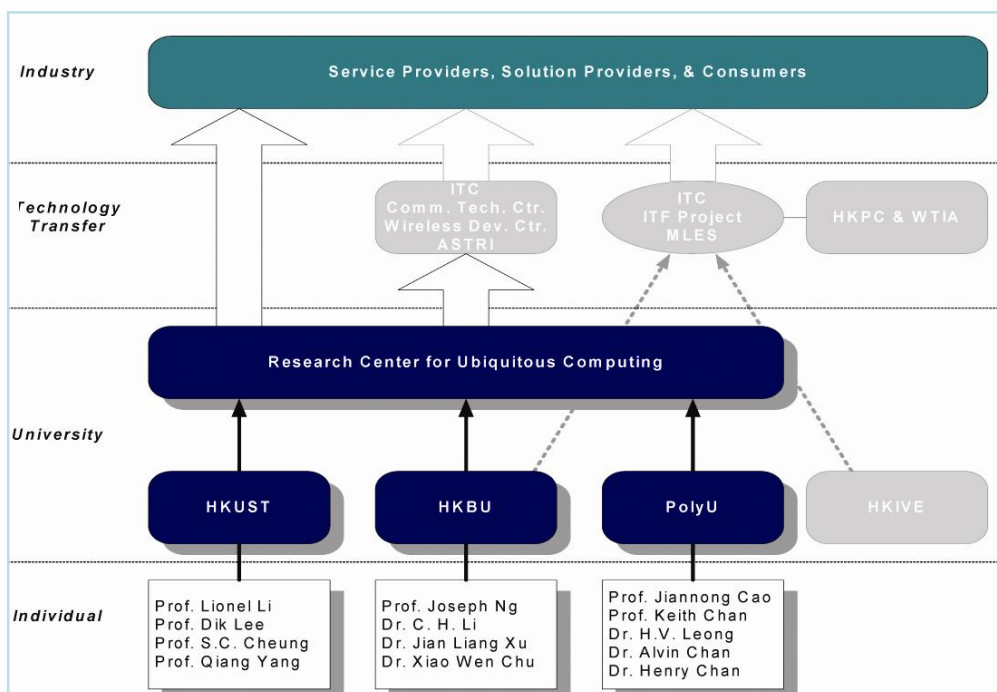 Industry
Service Providers, Solution Providers, & Consumers
Technology
Transfer
ITC
Comm. Tech. Ctr.
Wireless Dev. Ctr.
ASTRI
ITC
ITF Project
MLES
HKPC & WTIA
Research Center for Ubiquitous Computing
University
HKUST
HKBU
PolyU
HKIVE
Individual
Prof. Lionel Li
Prof. Dik Lee
Prof. S.C. Cheung
Prof. Qiang Yang
Prof. Joseph Ng
Dr. C. H. Li
Dr. Jian Liang Xu
Dr. Xiao Wen Chu
Prof. Jiannong Cao
Prof. Keith Chan
Dr. H.V. Leong
Dr. Alvin Chan
Dr. Henry Chan